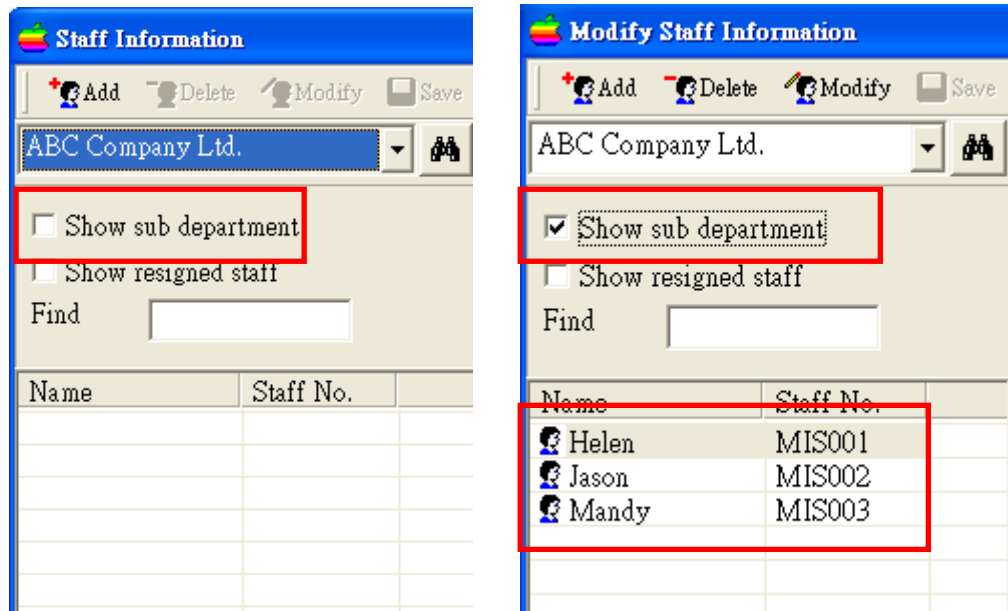 Staff Information
Add Delete Modify Save
ABC Company Ltd.
Show sub department
Show resigned staff
Find
Name Staff No.
Modify Staff Information
Add Delete Modify Save
ABC Company Ltd.
Show sub department
Show resigned staff
Find
Name Staff No.
Helen MIS001
Jason MIS002
Mandy MIS003